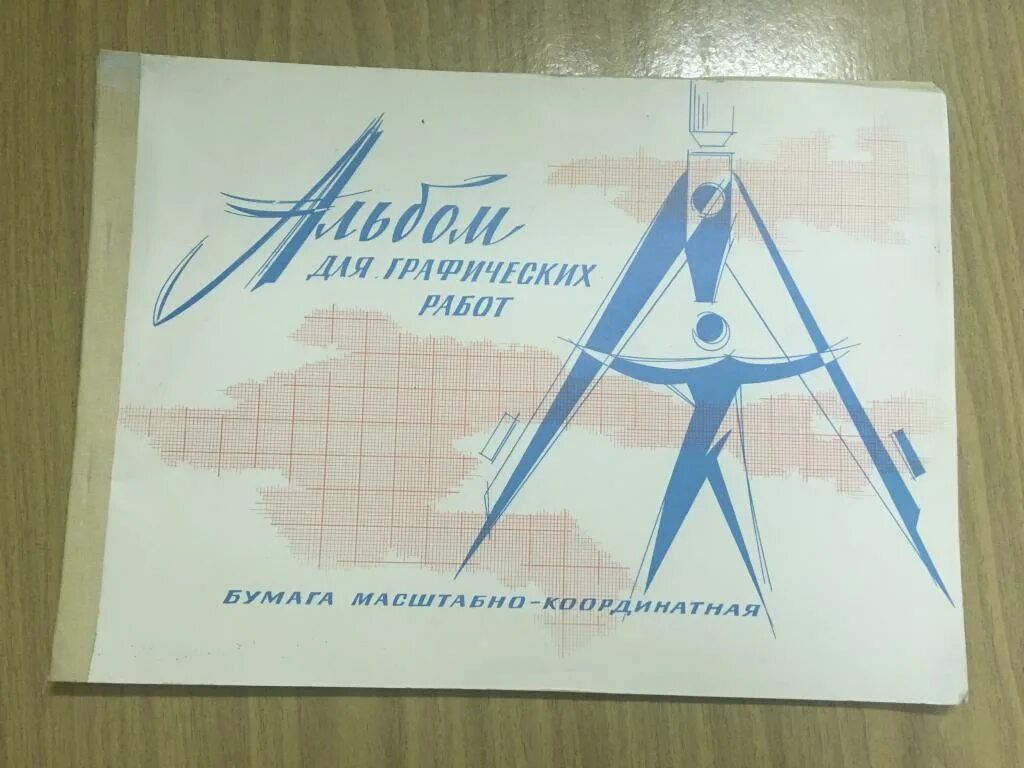 Альбом
ДЛЯ ГРАФИЧЕСКИХ
РАБОТ
БУМАГА МАСШТАБНО-КООРДИНАТНАЯ